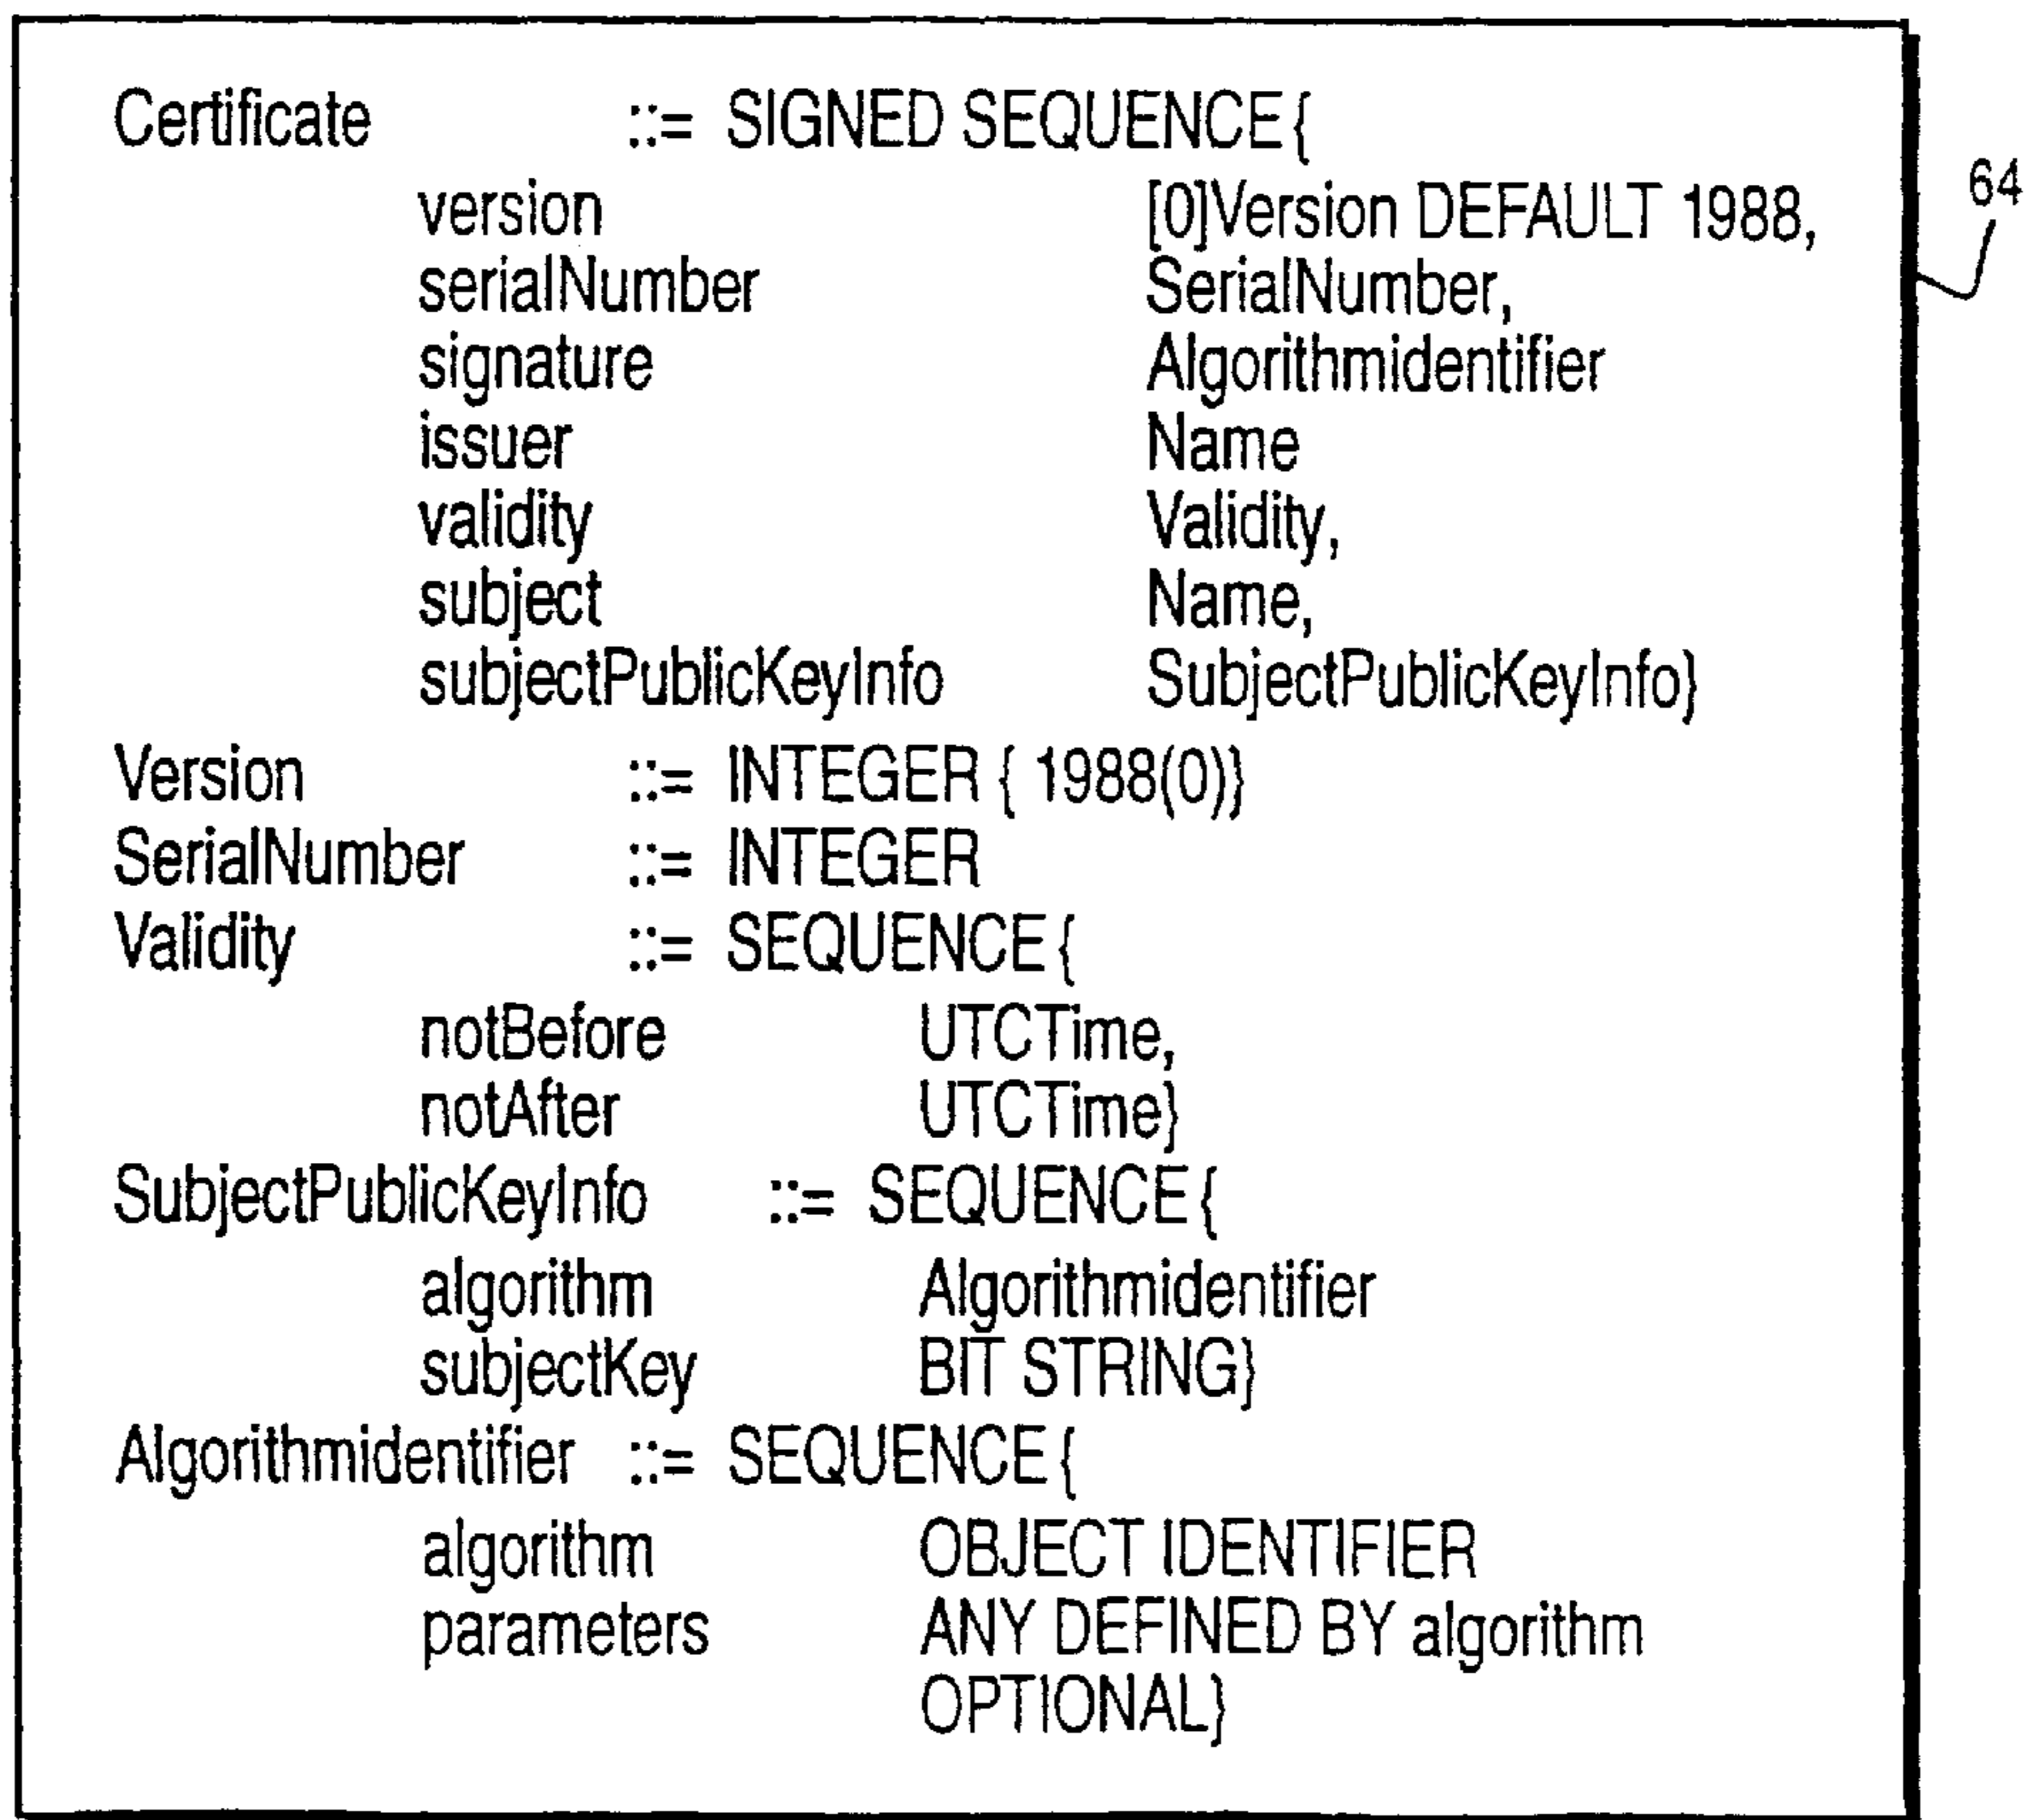 Certificate ::= SIGNED SEQUENCE{
version [0]Version DEFAULT 1988,
64
serialNumber SerialNumber,
signature Algorithmidentifier
issuer Name
validity Validity,
subject Name,
subjectPublicKeyInfo SubjectPublicKeyInfo}
Version ::= INTEGER { 1988(0)}
SerialNumber ::= INTEGER
Validity ::= SEQUENCE{
notBefore UTCTime,
notAfter UTCTime}
SubjectPublicKeyInfo ::= SEQUENCE{
algorithm Algorithmidentifier
subjectKey BIT STRING}
Algorithmidentifier ::= SEQUENCE{
algorithm OBJECT IDENTIFIER
parameters ANY DEFINED BY algorithm
OPTIONAL}